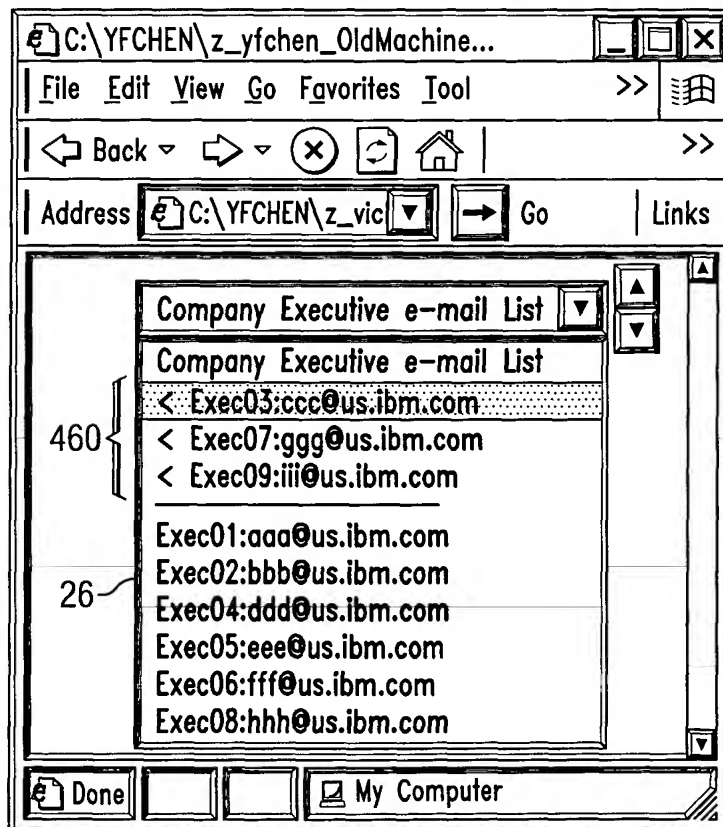 C:\YFCHEN\z_yfchen_OldMachine...
File Edit View Go Favorites Tool >>
Back >>
Address C:\YFCHEN\z_vic Go Links
Company Executive e-mail List
Company Executive e-mail List
< Exec03:ccc@us.ibm.com
460
< Exec07:ggg@us.ibm.com
< Exec09:iii@us.ibm.com
Exec01:aaa@us.ibm.com
Exec02:bbb@us.ibm.com
26
Exec04:ddd@us.ibm.com
Exec05:eee@us.ibm.com
Exec06:fff@us.ibm.com
Exec08:hhh@us.ibm.com
Done My Computer